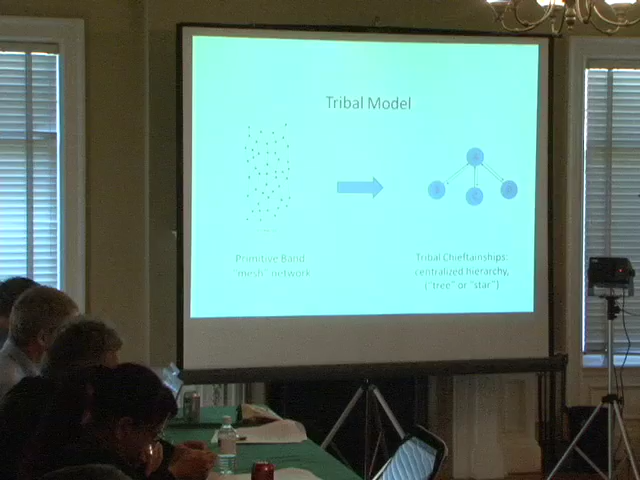 Tribal Model
Primitive Band
"mesh" network
Tribal Chieftainships:
centralized hierarchy,
("tree" or "star")